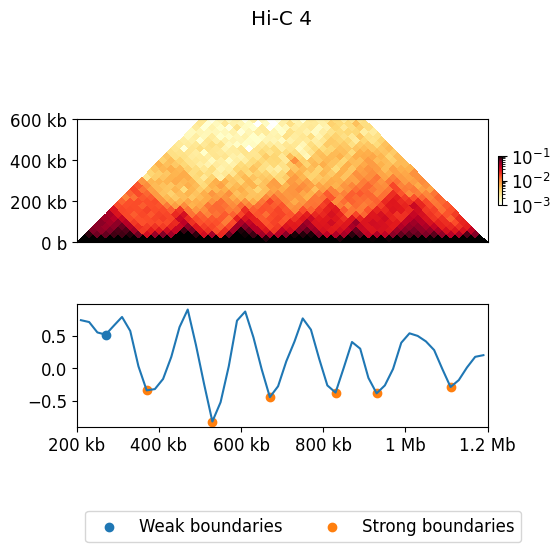 Hi-C 4
600 kb
400 kb
200 kb
0 b
10⁻¹
10⁻²
10⁻³
0.5
0.0
−0.5
200 kb 400 kb 600 kb 800 kb 1 Mb 1.2 Mb
Weak boundaries Strong boundaries